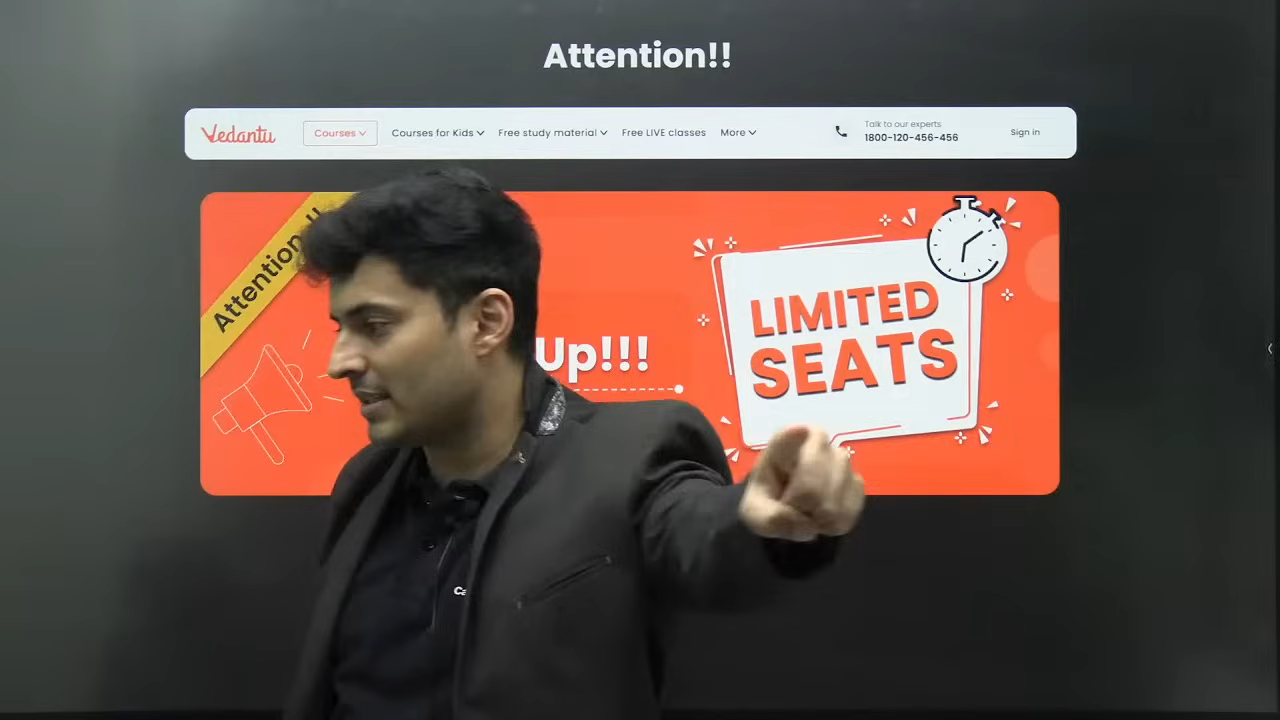 Attention!!
Vedantu Courses Courses for Kids Free study material Free LIVE classes More Talk to our experts 1800-120-456-456 Sign in
Attention !!
Up!!!
LIMITED
SEATS